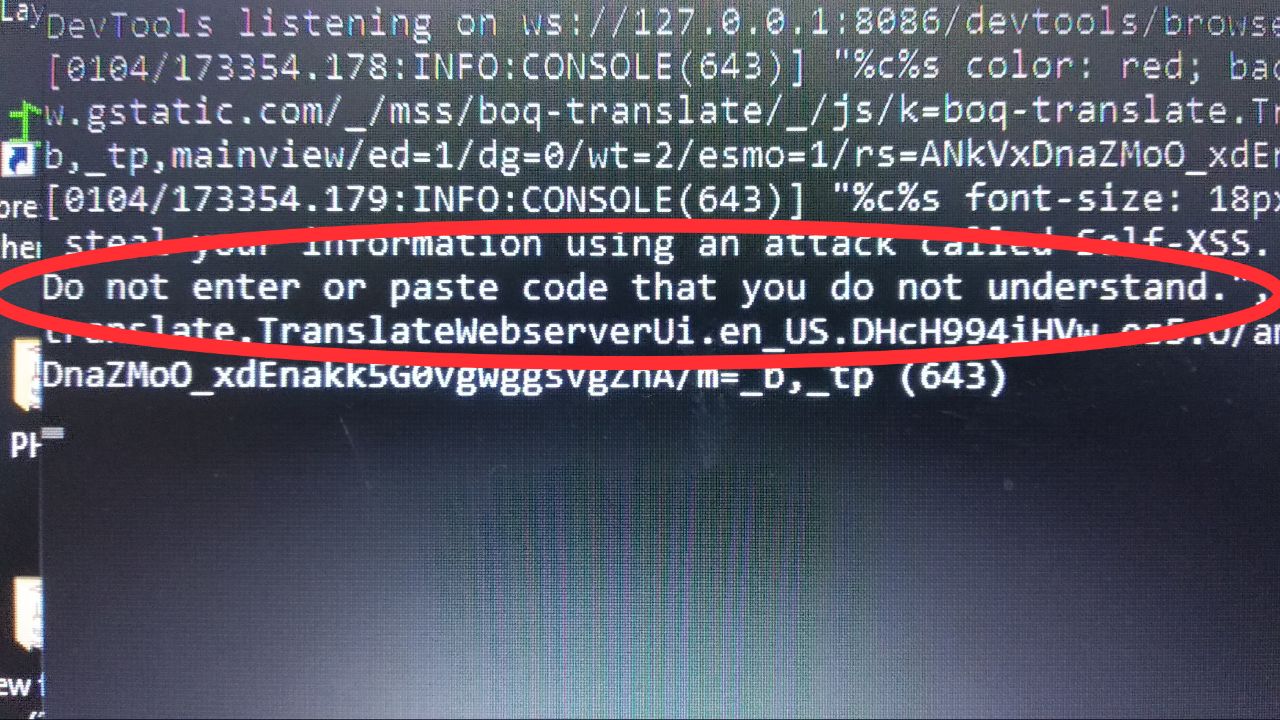 Lay
DevTools listening on ws://127.0.0.1:8086/devtools/browse
[0104/173354.178:INFO:CONSOLE(643)] "%c%s color: red; bac
w.gstatic.com/_/mss/boq-translate/_/js/k=boq-translate.Tr
b,_tp,mainview/ed=1/dg=0/wt=2/esmo=1/rs=ANkVxDnaZMoO_xdEn
ore
[0104/173354.179:INFO:CONSOLE(643)] "%c%s font-size: 18px
her
steal your information using an attack called Self-XSS.
Do not enter or paste code that you do not understand.",
translate.TranslateWebserverUi.en_US.DHcH994iHVw.es5.O/am
DnaZMoO_xdEnakk5G0vgwggsvgZnA/m=_b,_tp (643)
PH
ew f